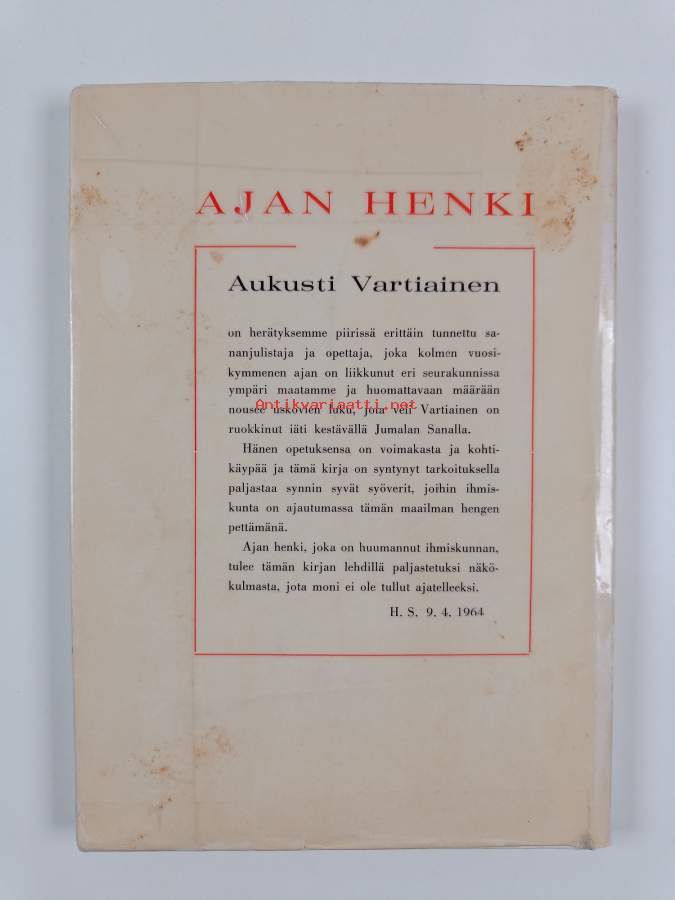 AJAN HENKI
Aukusti Vartiainen
on herätyksemme piirissä erittäin tunnettu sa-
nanjulistaja ja opettaja, joka kolmen vuosi-
kymmenen ajan on liikkunut eri seurakunnissa
ympäri maatamme ja huomattavaan määrään
Antikvariaatti.net
nousee uskovien luku, jota veli Vartiainen on
ruokkinut iäti kestävällä Jumalan Sanalla.
Hänen opetuksensa on voimakasta ja kohti-
käypää ja tämä kirja on syntynyt tarkoituksella
paljastaa synnin syvät syöverit, joihin ihmis-
kunta on ajautumassa tämän maailman hengen
pettämänä.
Ajan henki, joka on huumannut ihmiskunnan,
tulee tämän kirjan lehdillä paljastetuksi näkö-
kulmasta, jota moni ei ole tullut ajatelleeksi.
H. S. 9. 4. 1964